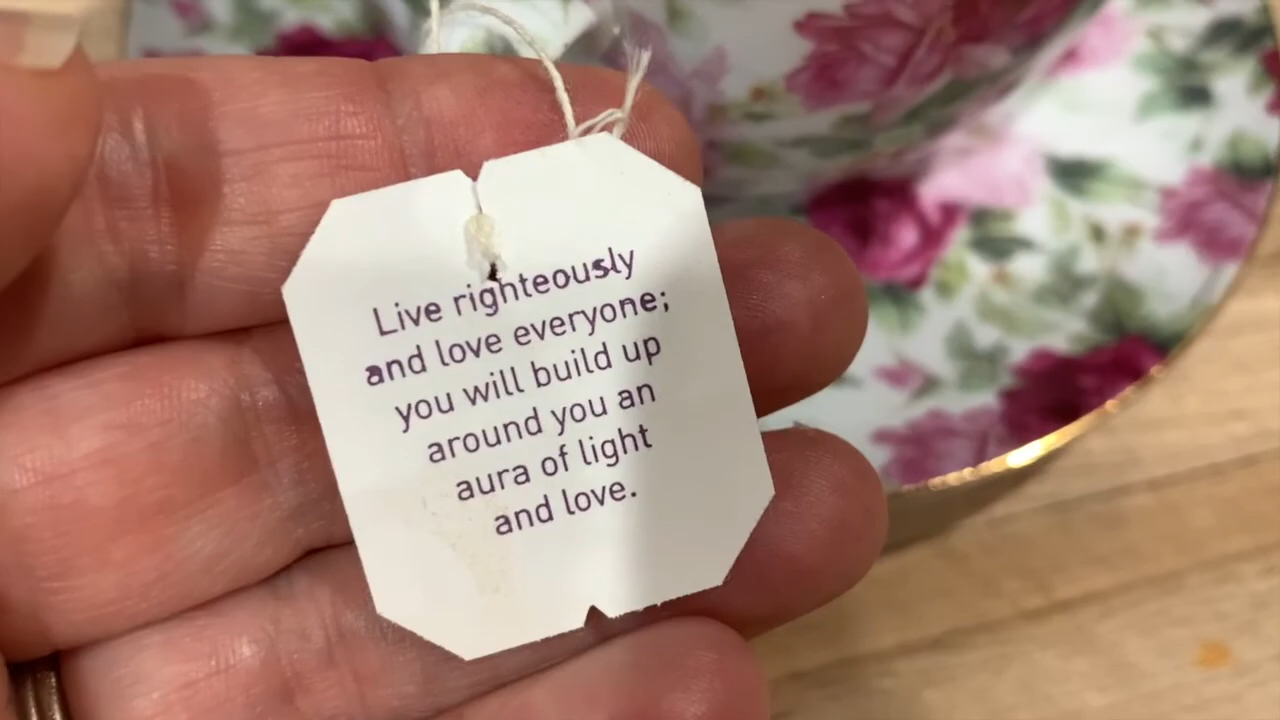 Live righteously
and love everyone;
you will build up
around you an
aura of light
and love.